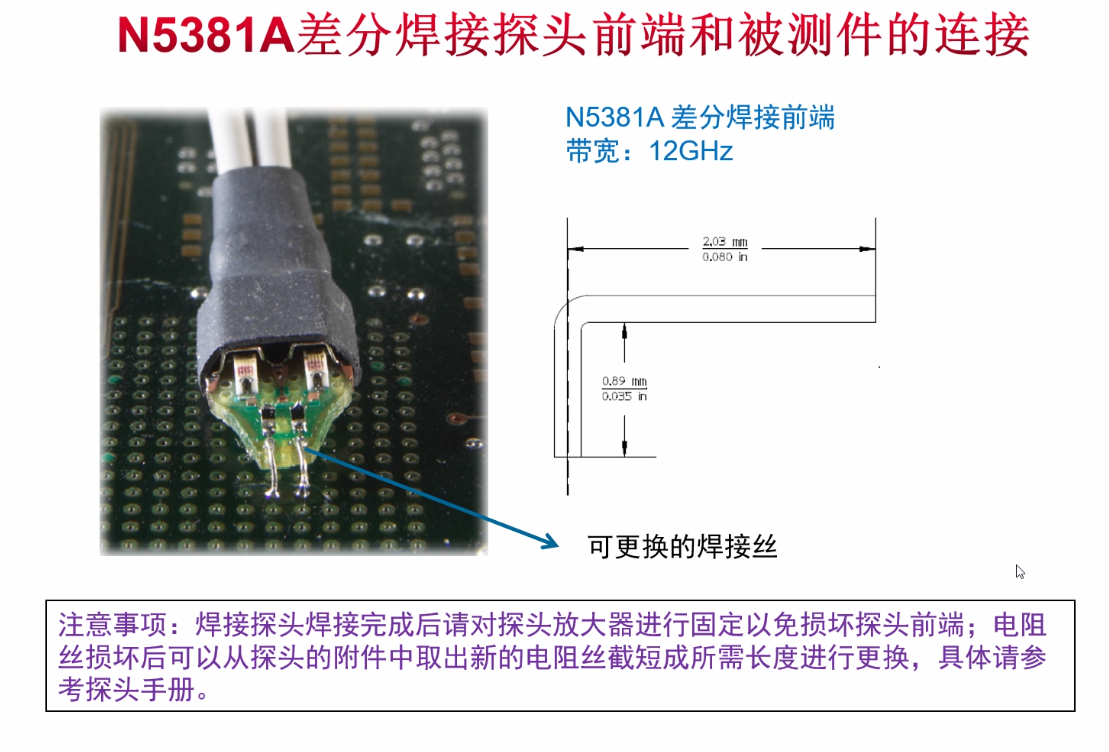 N5381A差分焊接探头前端和被测件的连接
N5381A 差分焊接前端
带宽：12GHz
2.03 mm
0.080 in
0.89 mm
0.035 in
可更换的焊接丝
注意事项：焊接探头焊接完成后请对探头放大器进行固定以免损坏探头前端；电阻
丝损坏后可以从探头的附件中取出新的电阻丝截短成所需长度进行更换，具体请参
考探头手册。